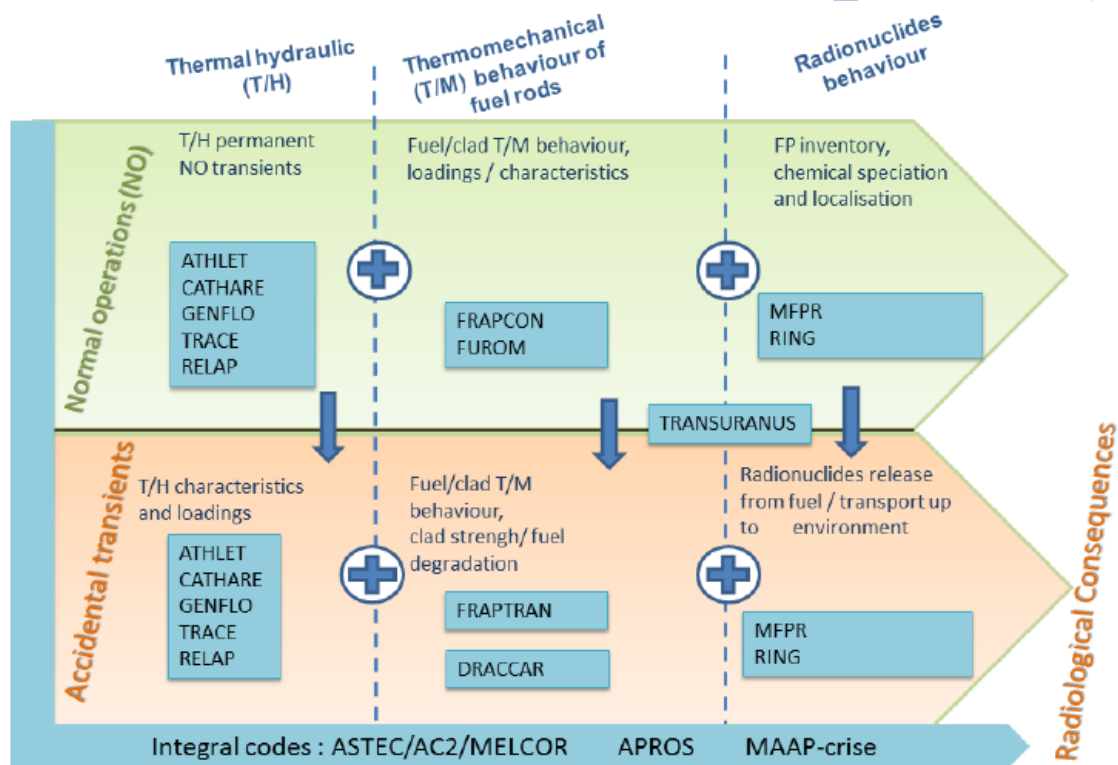 Thermal hydraulic
(T/H)
Thermomechanical
(T/M) behaviour of
fuel rods
Radionuclides
behaviour
Normal operations (NO)
T/H permanent
NO transients
Fuel/clad T/M behaviour,
loadings / characteristics
FP inventory,
chemical speciation
and localisation
ATHLET
CATHARE
GENFLO
TRACE
RELAP
FRAPCON
FUROM
MFPR
RING
TRANSURANUS
Accidental transients
T/H characteristics
and loadings
Fuel/clad T/M
behaviour,
clad strengh/ fuel
degradation
Radionuclides release
from fuel / transport up
to environment
ATHLET
CATHARE
GENFLO
TRACE
RELAP
FRAPTRAN
DRACCAR
MFPR
RING
Radiological Consequences
Integral codes : ASTEC/AC2/MELCOR APROS MAAP-crise